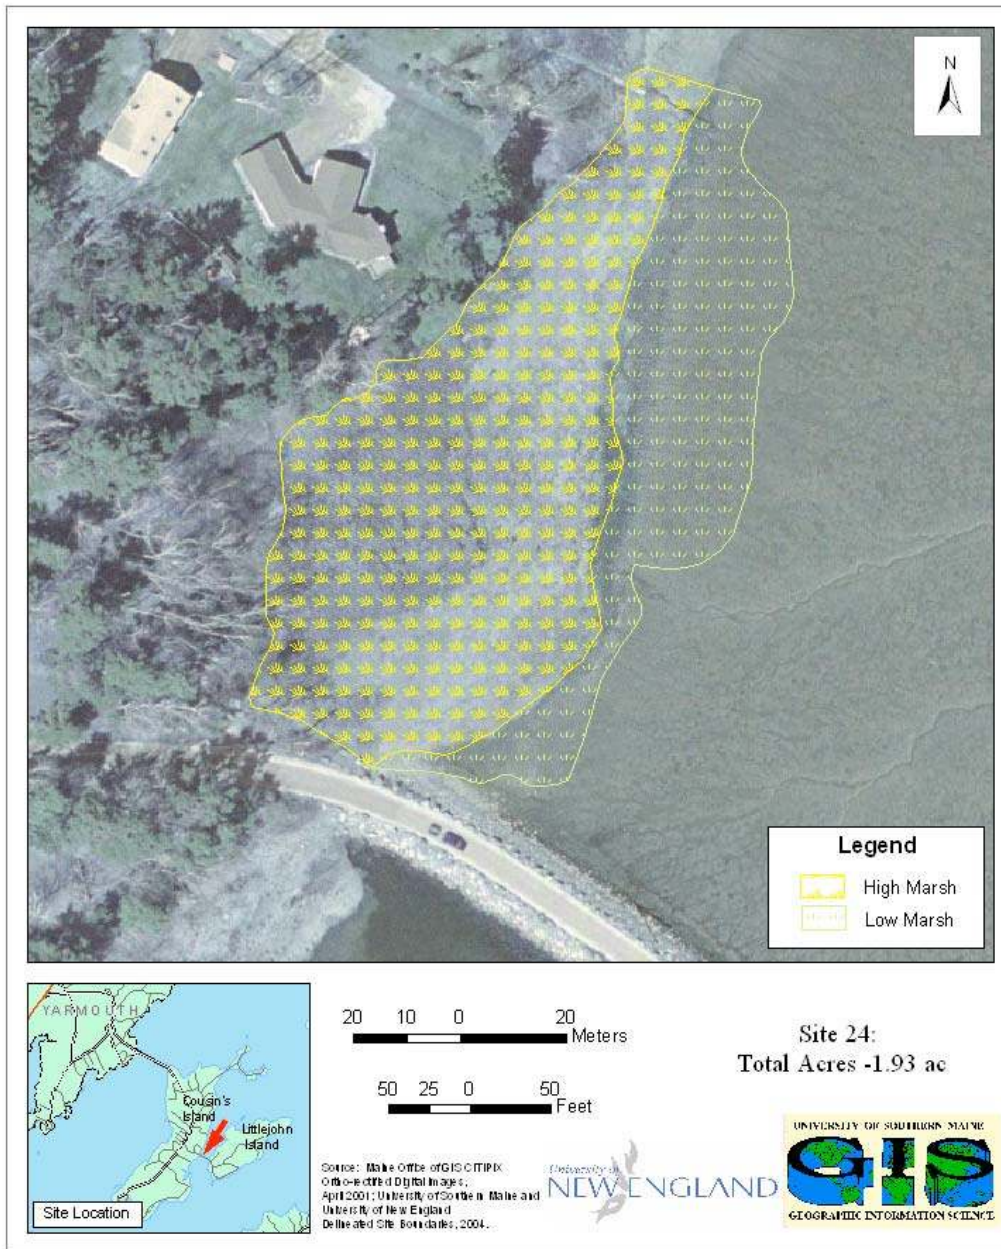 N
Legend
High Marsh
Low Marsh
YARMOUTH
Cousin's
Island
Littlejohn
Island
Site Location
20 10 0 20
Meters
50 25 0 50
Feet
Site 24:
Total Acres -1.93 ac
Source: Maine Office of GIS CITIPIX
Ortho-rectified Digital Images,
April 2001; University of Southern Maine and
University of New England
Delineated Site Boundaries, 2004.
University of
NEW ENGLAND
UNIVERSITY OF SOUTHERN MAINE
GIS
GEOGRAPHIC INFORMATION SCIENCE